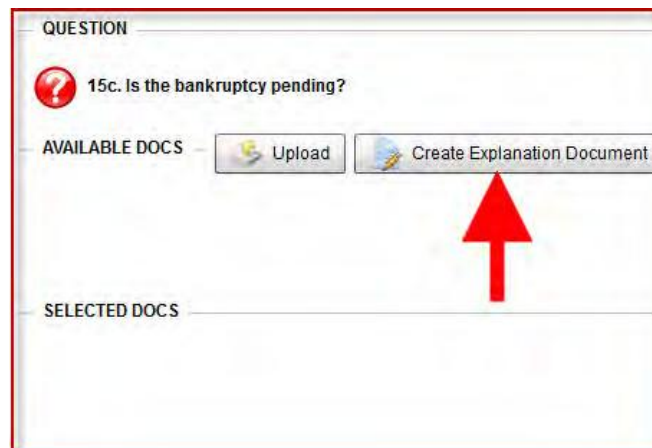 QUESTION
15c. Is the bankruptcy pending?
AVAILABLE DOCS Upload Create Explanation Document
SELECTED DOCS